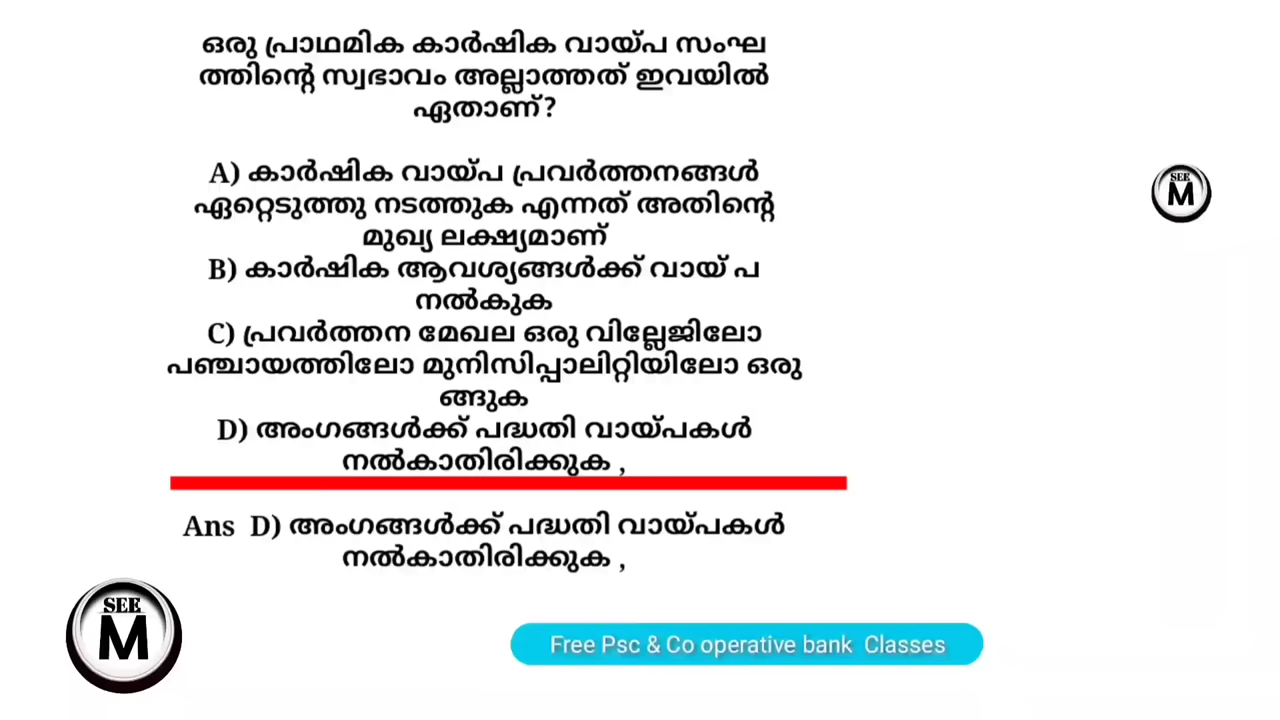 ഒരു പ്രാഥമിക കാർഷിക വായ്പ സംഘ
ത്തിന്റെ സ്വഭാവം അല്ലാത്തത് ഇവയിൽ
ഏതാണ്?
A) കാർഷിക വായ്പ പ്രവർത്തനങ്ങൾ
ഏറ്റെടുത്തു നടത്തുക എന്നത് അതിന്റെ
മുഖ്യ ലക്ഷ്യമാണ്
B) കാർഷിക ആവശ്യങ്ങൾക്ക് വായ് പ
നൽകുക
C) പ്രവർത്തന മേഖല ഒരു വില്ലേജിലോ
പഞ്ചായത്തിലോ മുനിസിപ്പാലിറ്റിയിലോ ഒരു
ങ്ങുക
D) അംഗങ്ങൾക്ക് പദ്ധതി വായ്പകൾ
നൽകാതിരിക്കുക ,
Ans D) അംഗങ്ങൾക്ക് പദ്ധതി വായ്പകൾ
നൽകാതിരിക്കുക ,
SEE
M
SEE
M
Free Psc & Co operative bank Classes